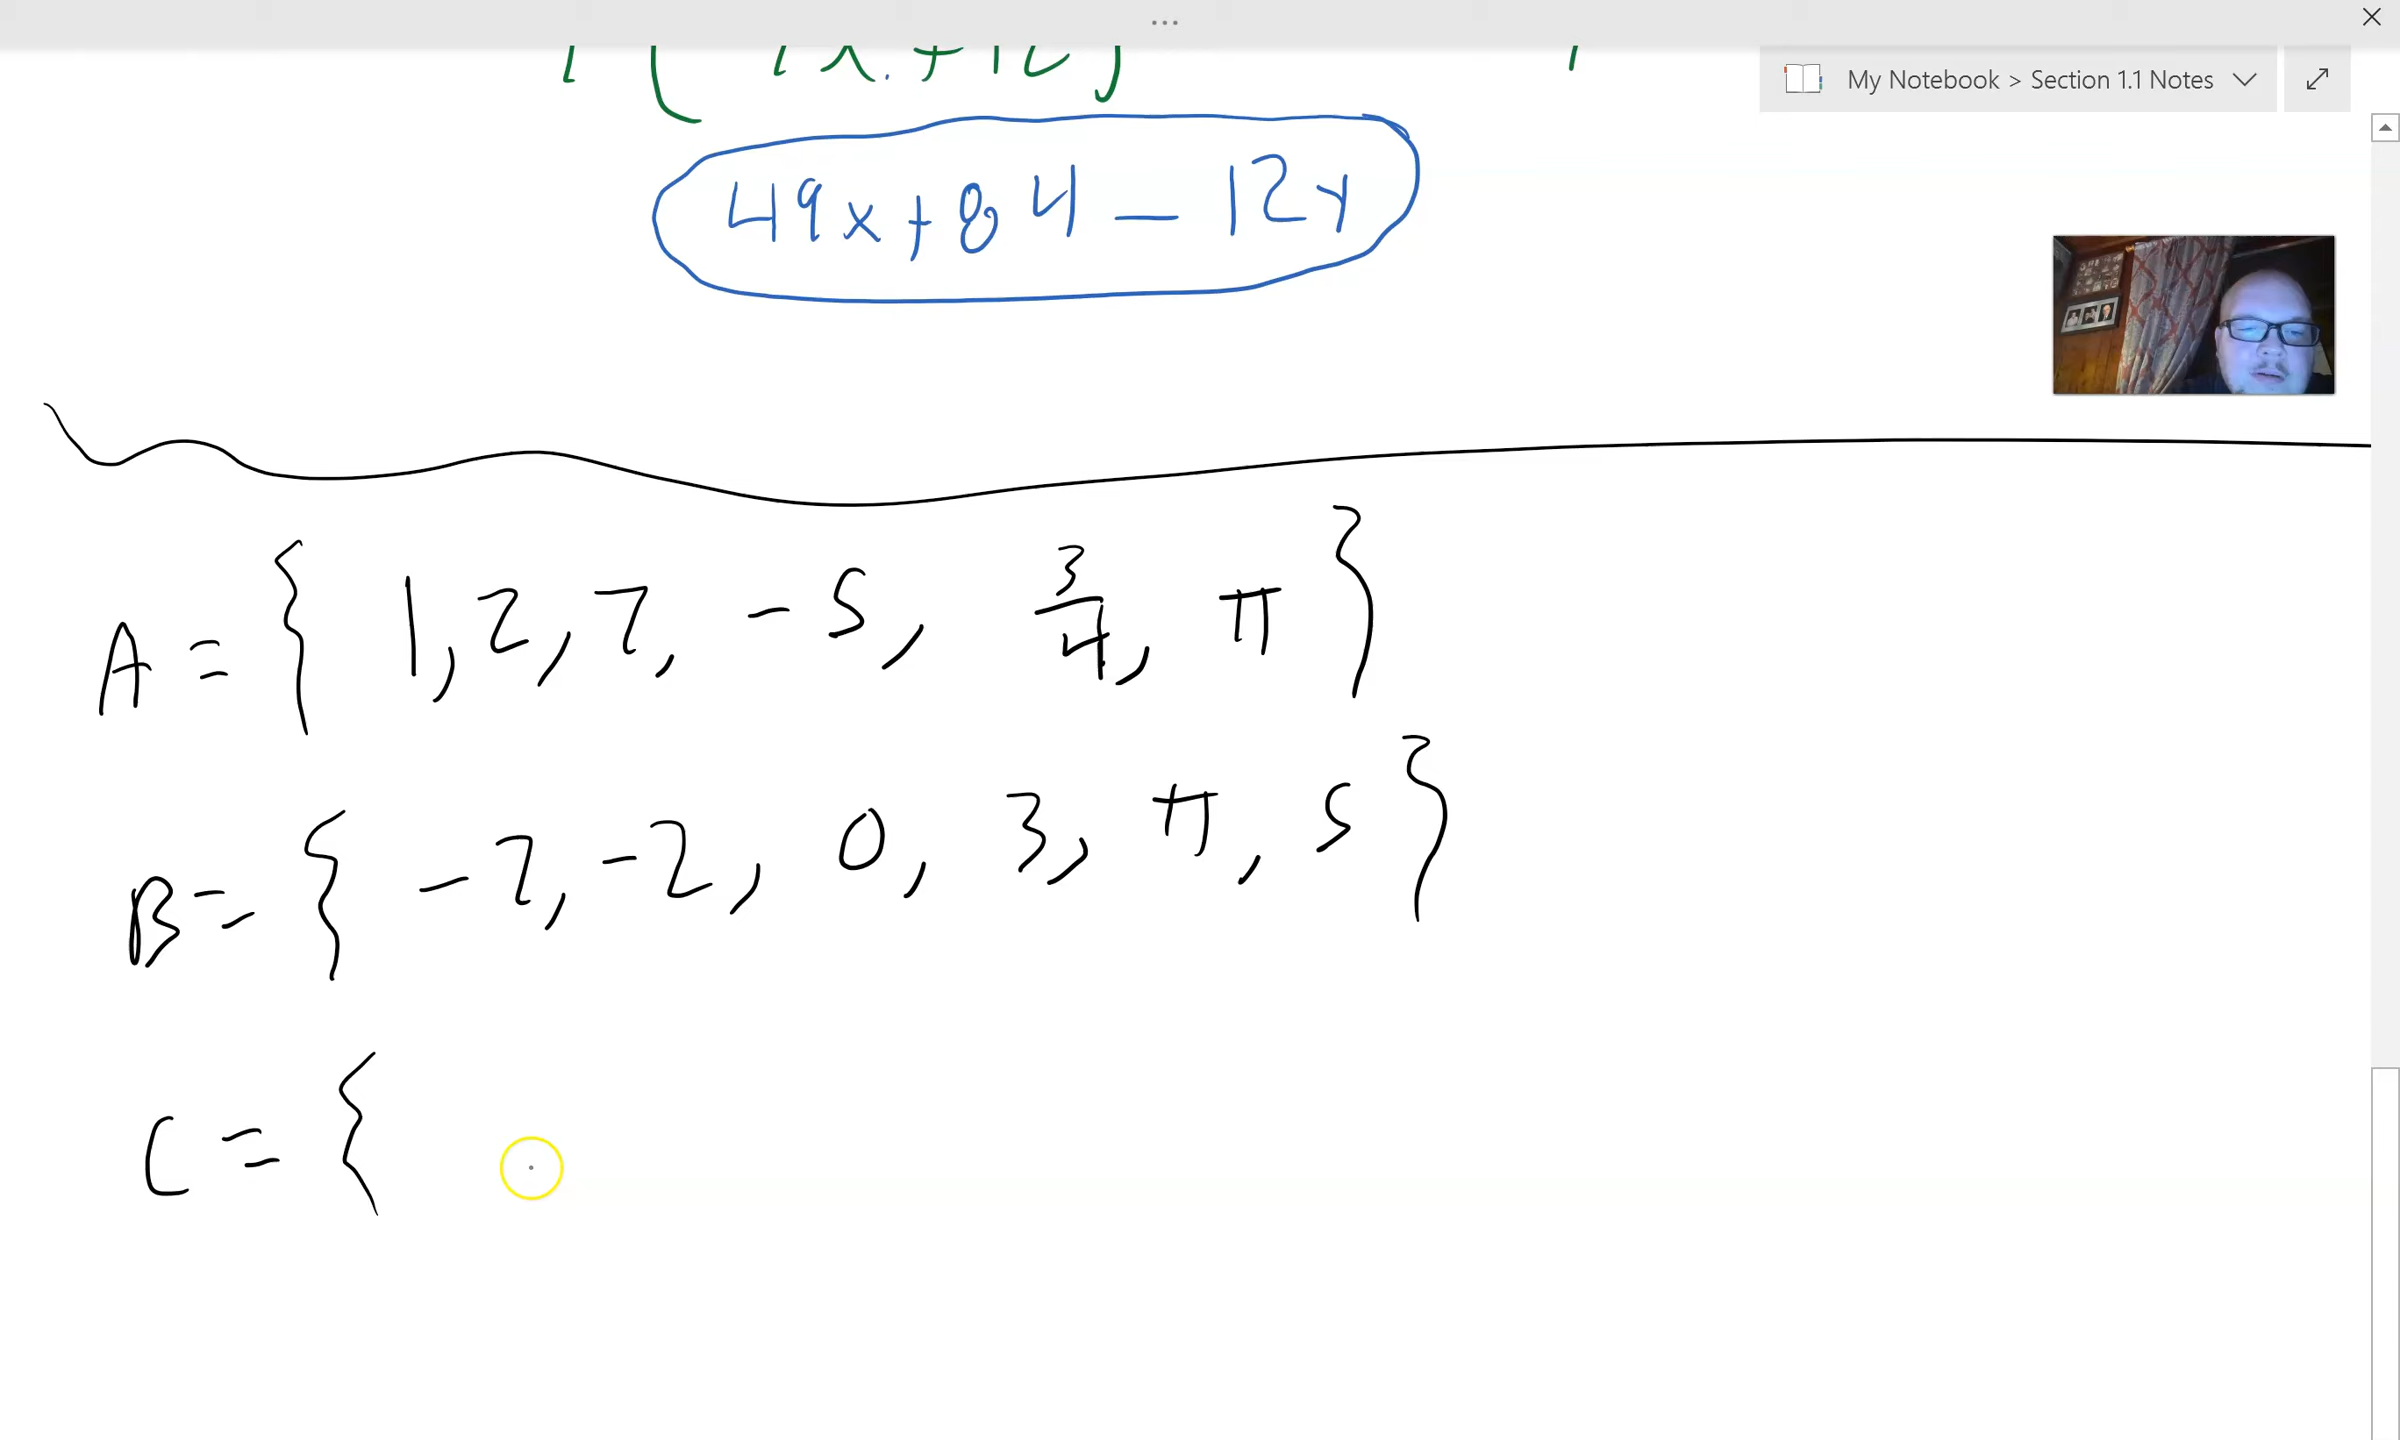 ...
My Notebook > Section 1.1 Notes
49x+84 - 12y
A = { 1, 2, 7, -5, 3/4, π }
B = { -7, -2, 0, 3, π, 5 }
C = {